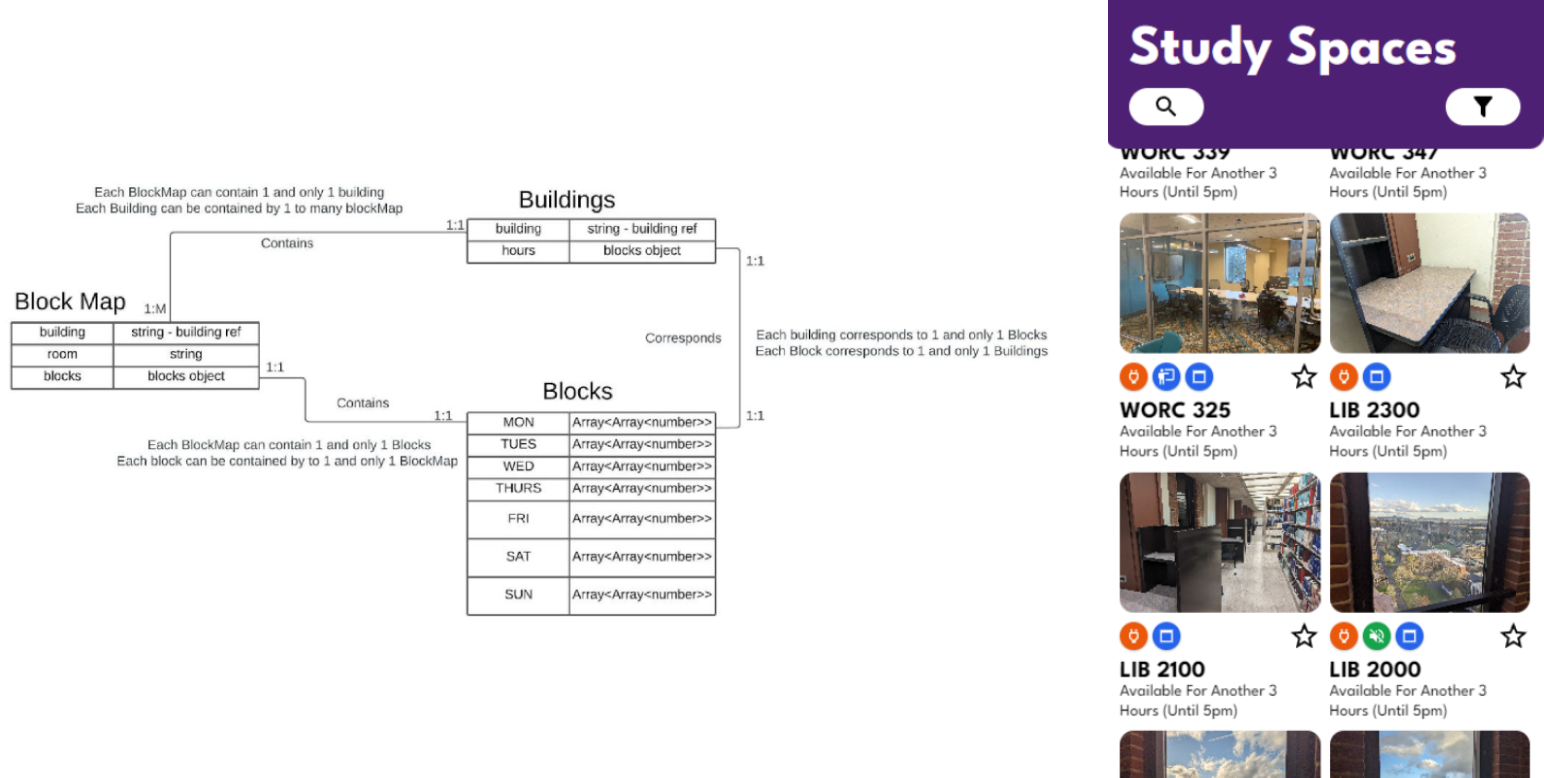 Each BlockMap can contain 1 and only 1 building
Each Building can be contained by 1 to many blockMap
Contains
1:1
1:M
Block Map
building string - building ref
room string
blocks blocks object
1:1
Contains
1:1
Each BlockMap can contain 1 and only 1 Blocks
Each block can be contained by to 1 and only 1 BlockMap
Buildings
building string - building ref
hours blocks object
1:1
Corresponds
Each building corresponds to 1 and only 1 Blocks
Each Block corresponds to 1 and only 1 Buildings
1:1
Blocks
MON Array<Array<number>>
TUES Array<Array<number>>
WED Array<Array<number>>
THURS Array<Array<number>>
FRI Array<Array<number>>
SAT Array<Array<number>>
SUN Array<Array<number>>
Study Spaces
WORC 339
Available For Another 3
Hours (Until 5pm)
WORC 347
Available For Another 3
Hours (Until 5pm)
WORC 325
Available For Another 3
Hours (Until 5pm)
LIB 2300
Available For Another 3
Hours (Until 5pm)
LIB 2100
Available For Another 3
Hours (Until 5pm)
LIB 2000
Available For Another 3
Hours (Until 5pm)